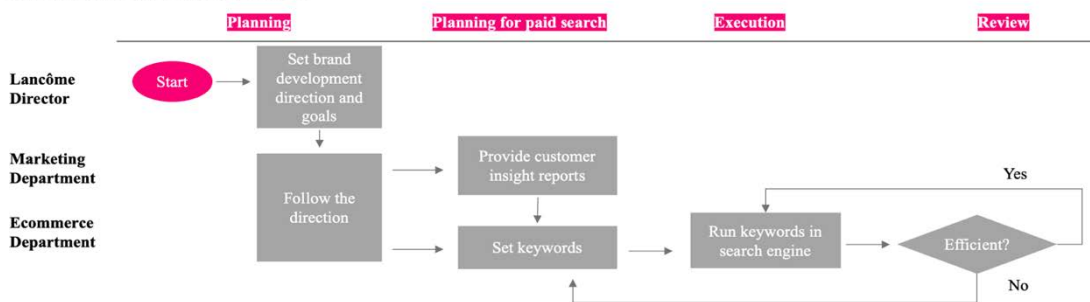 Planning
Planning for paid search
Execution
Review
Lancôme
Director
Start
Set brand
development
direction and
goals
Marketing
Department
Provide customer
insight reports
Follow the
direction
Ecommerce
Department
Set keywords
Run keywords in
search engine
Efficient?
Yes
No